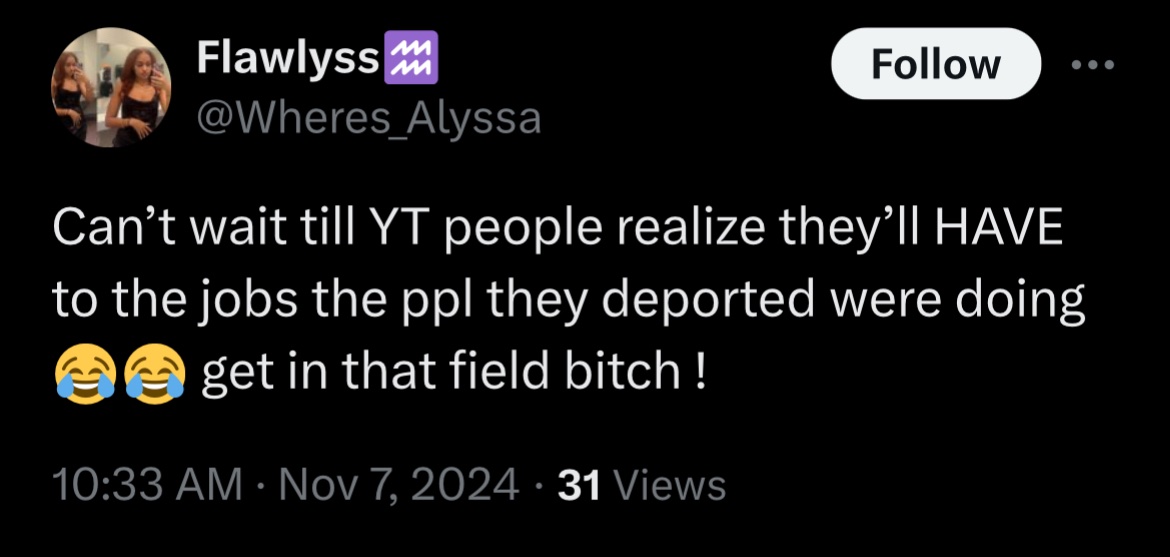 Flawlyss♒
@Wheres_Alyssa
Follow
Can’t wait till YT people realize they’ll HAVE
to the jobs the ppl they deported were doing
😂😂 get in that field bitch !
10:33 AM · Nov 7, 2024 · 31 Views